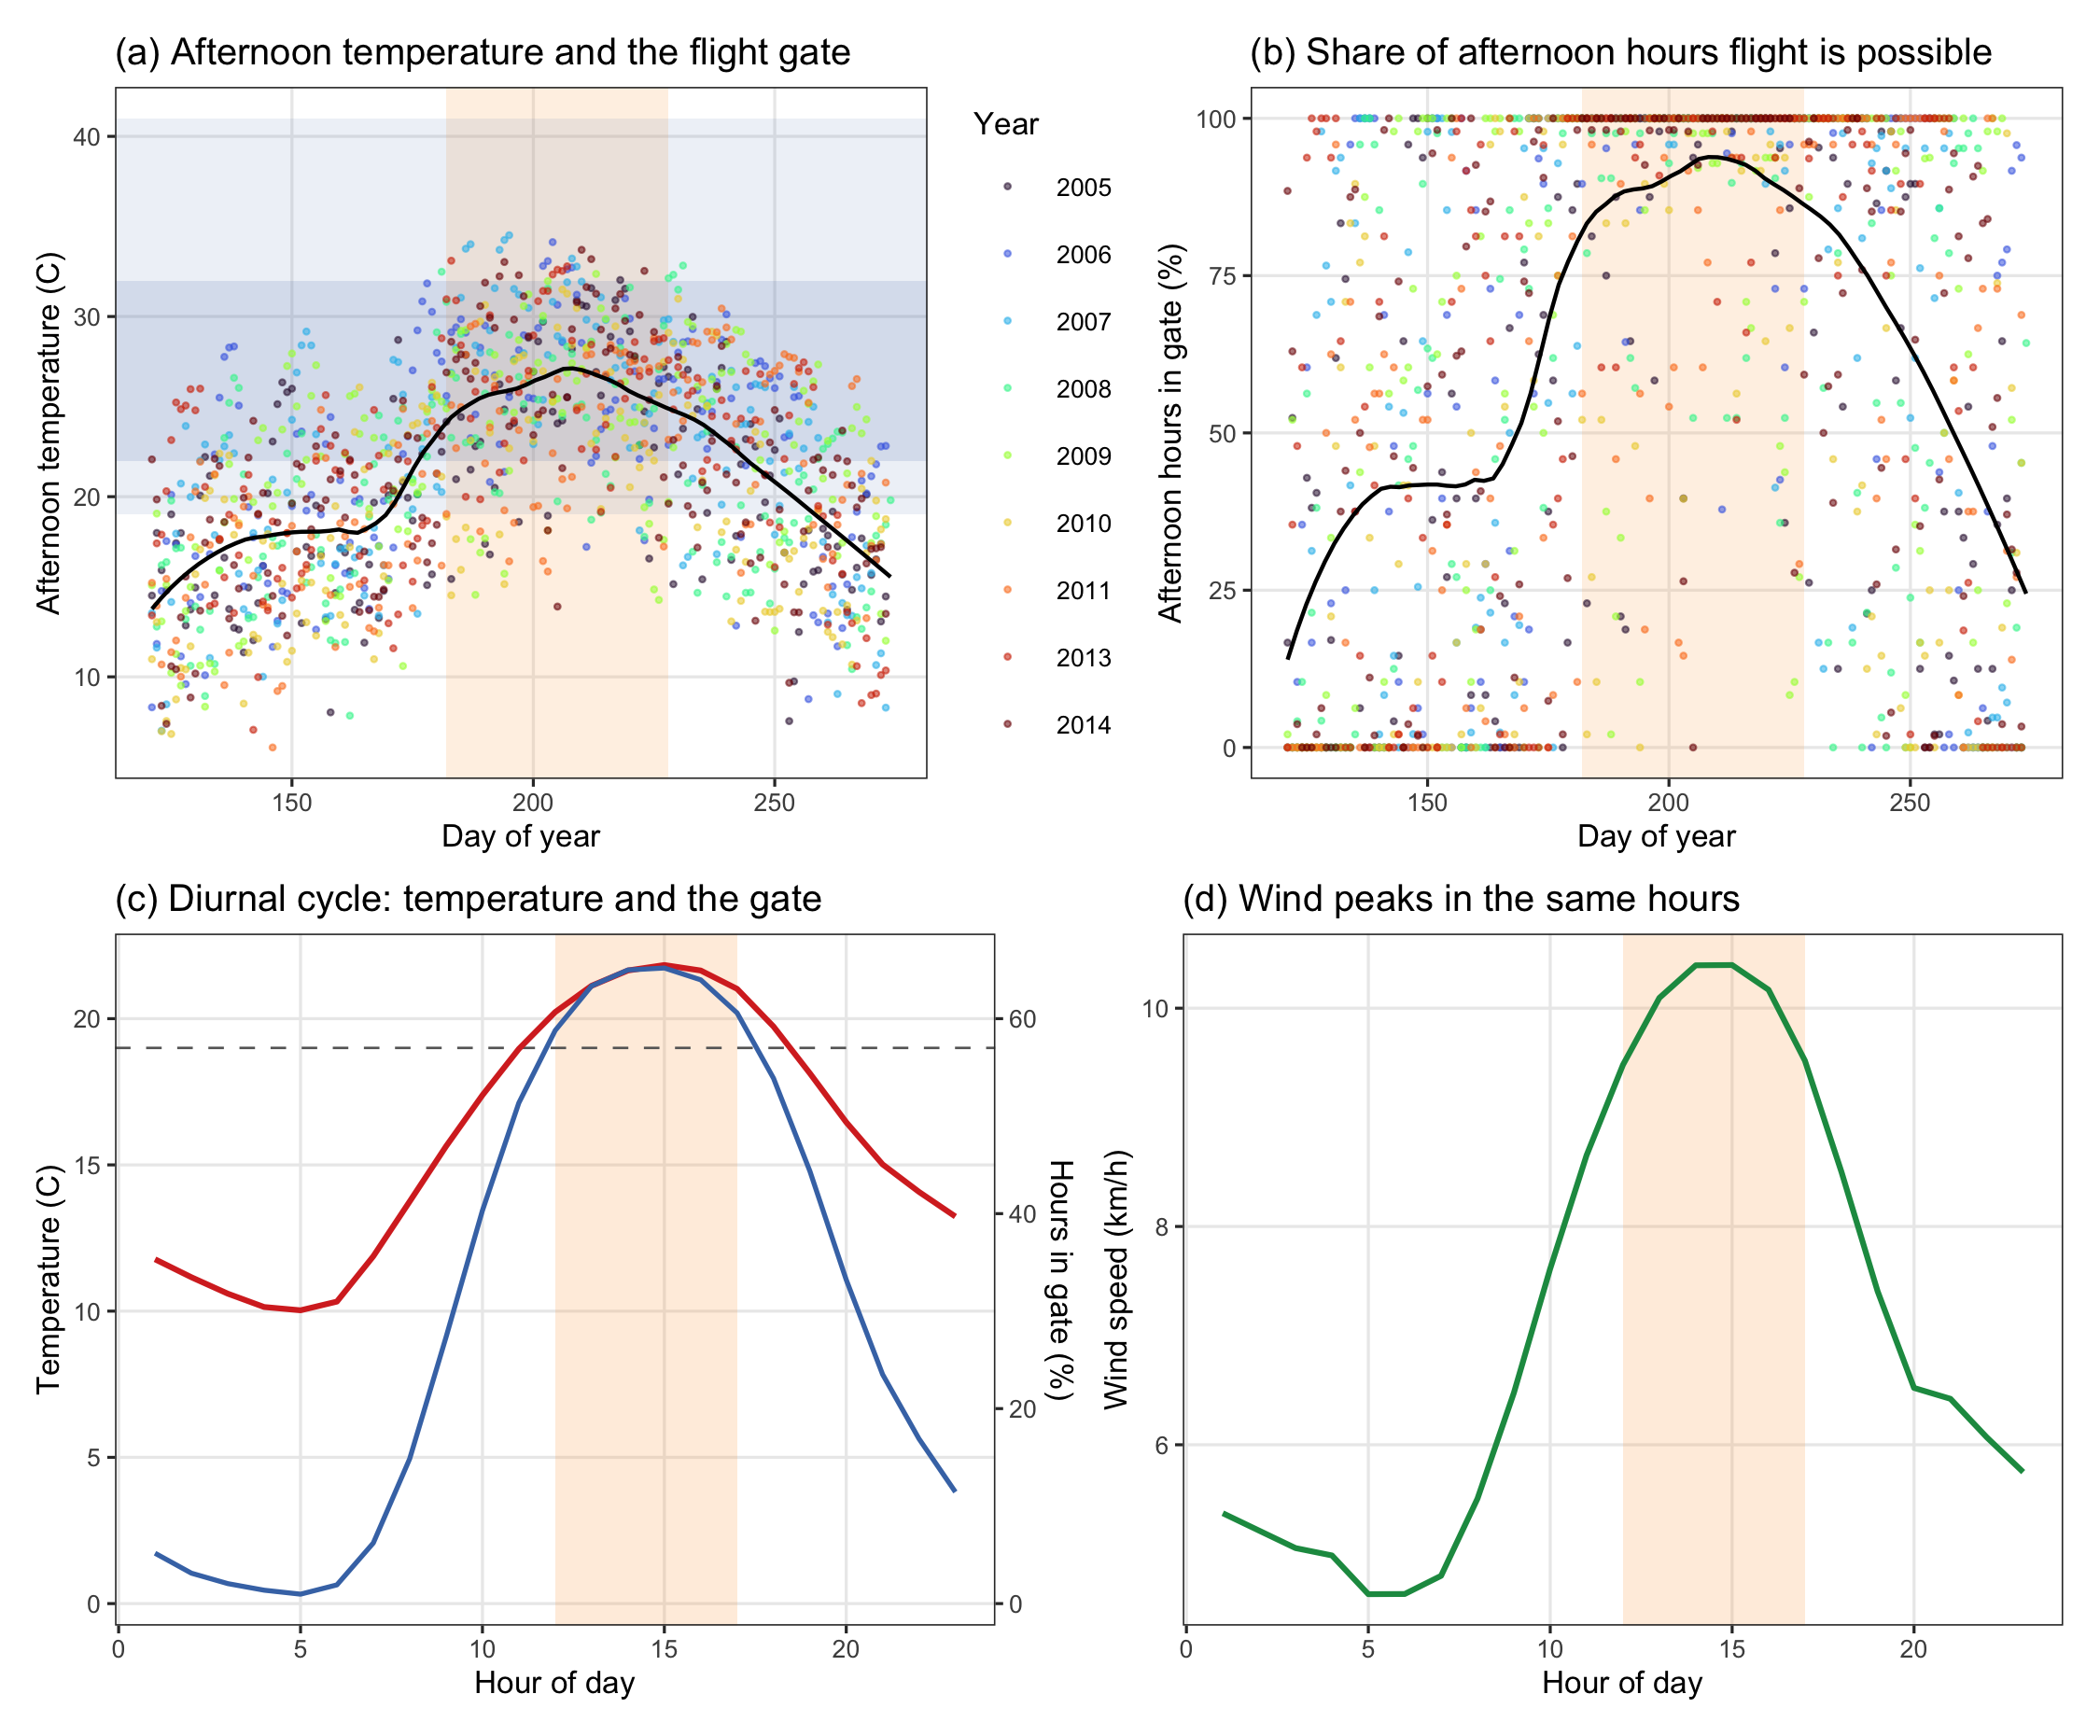 (a) Afternoon temperature and the flight gate
40
30
20
10
Afternoon temperature (C)
150 200 250
Day of year
Year
2005
2006
2007
2008
2009
2010
2011
2013
2014
(b) Share of afternoon hours flight is possible
100
75
50
25
0
Afternoon hours in gate (%)
150 200 250
Day of year
(c) Diurnal cycle: temperature and the gate
20
15
10
5
0
Temperature (C)
60
40
20
0
Hours in gate (%)
0 5 10 15 20
Hour of day
(d) Wind peaks in the same hours
10
8
6
Wind speed (km/h)
0 5 10 15 20
Hour of day